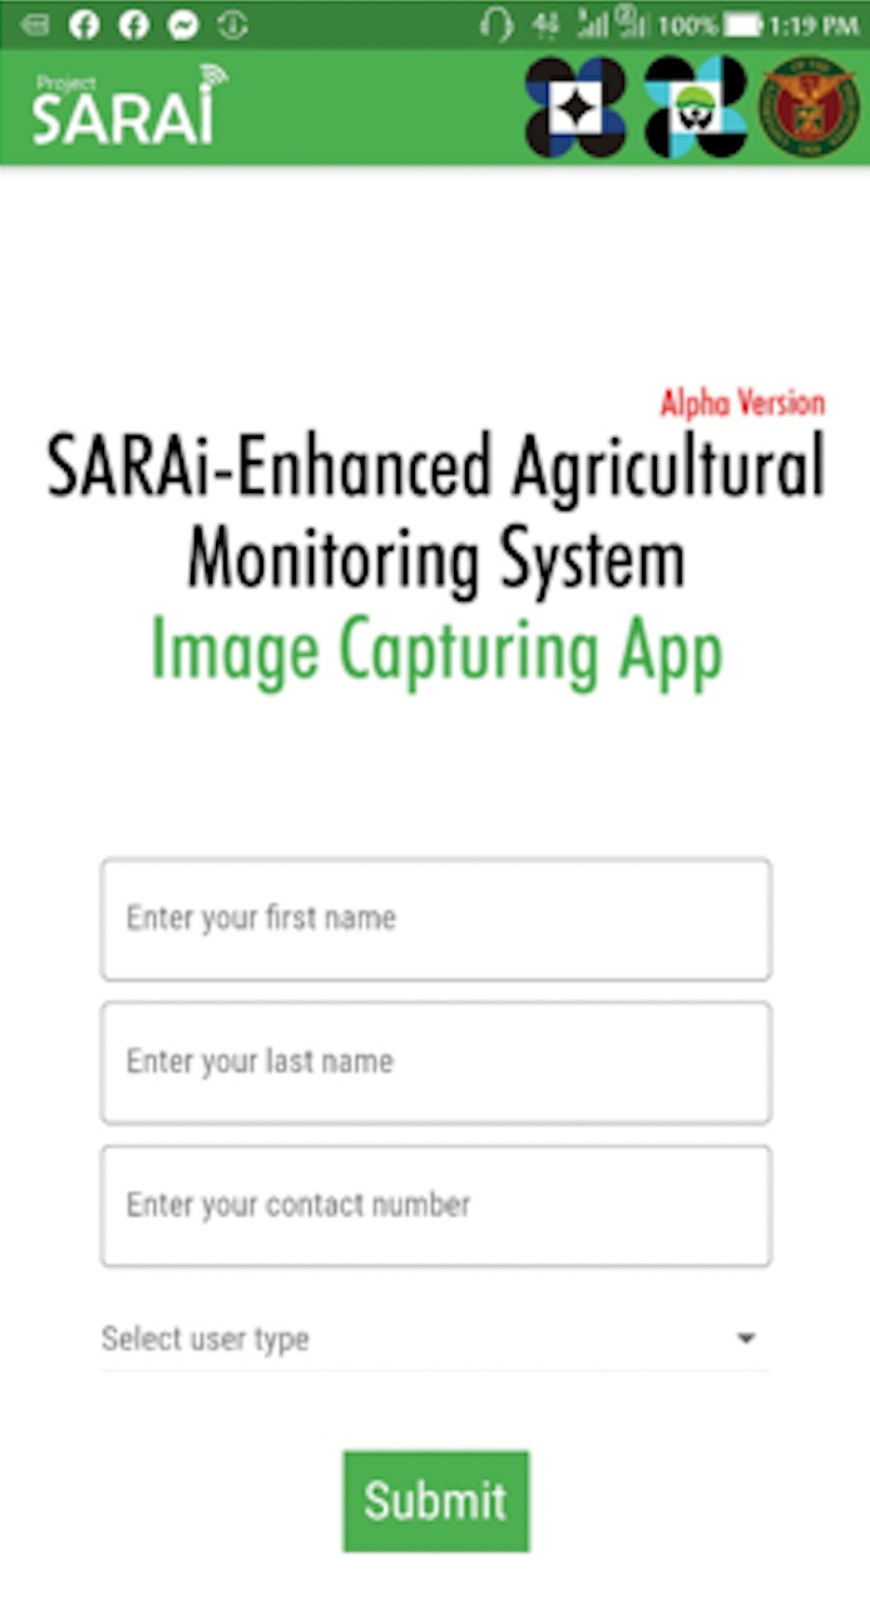 100% 1:19 PM
Project
SARAi
Alpha Version
SARAi-Enhanced Agricultural
Monitoring System
Image Capturing App
Enter your first name
Enter your last name
Enter your contact number
Select user type
Submit